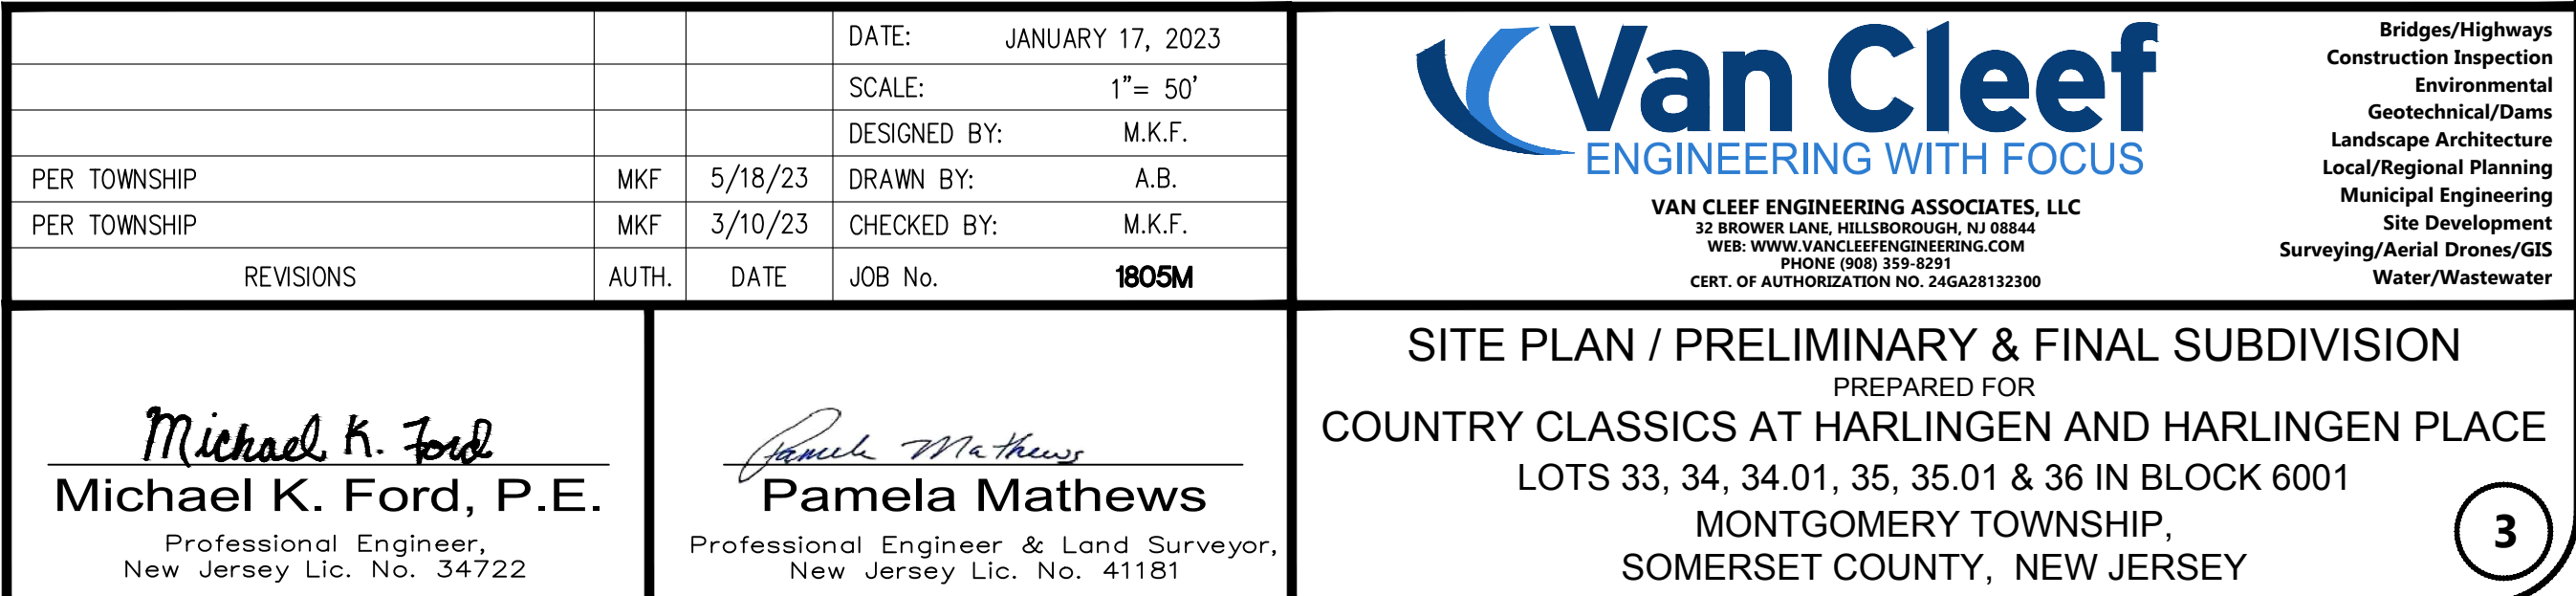 DATE: JANUARY 17, 2023
SCALE: 1"= 50'
DESIGNED BY: M.K.F.
PER TOWNSHIP MKF 5/18/23 DRAWN BY: A.B.
PER TOWNSHIP MKF 3/10/23 CHECKED BY: M.K.F.
REVISIONS AUTH. DATE JOB No. 1805M
Van Cleef
ENGINEERING WITH FOCUS
VAN CLEEF ENGINEERING ASSOCIATES, LLC
32 BROWER LANE, HILLSBOROUGH, NJ 08844
WEB: WWW.VANCLEEFENGINEERING.COM
PHONE (908) 359-8291
CERT. OF AUTHORIZATION NO. 24GA28132300
Bridges/Highways
Construction Inspection
Environmental
Geotechnical/Dams
Landscape Architecture
Local/Regional Planning
Municipal Engineering
Site Development
Surveying/Aerial Drones/GIS
Water/Wastewater
Michael K. Ford
Michael K. Ford, P.E.
Professional Engineer,
New Jersey Lic. No. 34722
Pamela Mathews
Pamela Mathews
Professional Engineer & Land Surveyor,
New Jersey Lic. No. 41181
SITE PLAN / PRELIMINARY & FINAL SUBDIVISION
PREPARED FOR
COUNTRY CLASSICS AT HARLINGEN AND HARLINGEN PLACE
LOTS 33, 34, 34.01, 35, 35.01 & 36 IN BLOCK 6001
MONTGOMERY TOWNSHIP,
SOMERSET COUNTY, NEW JERSEY
3